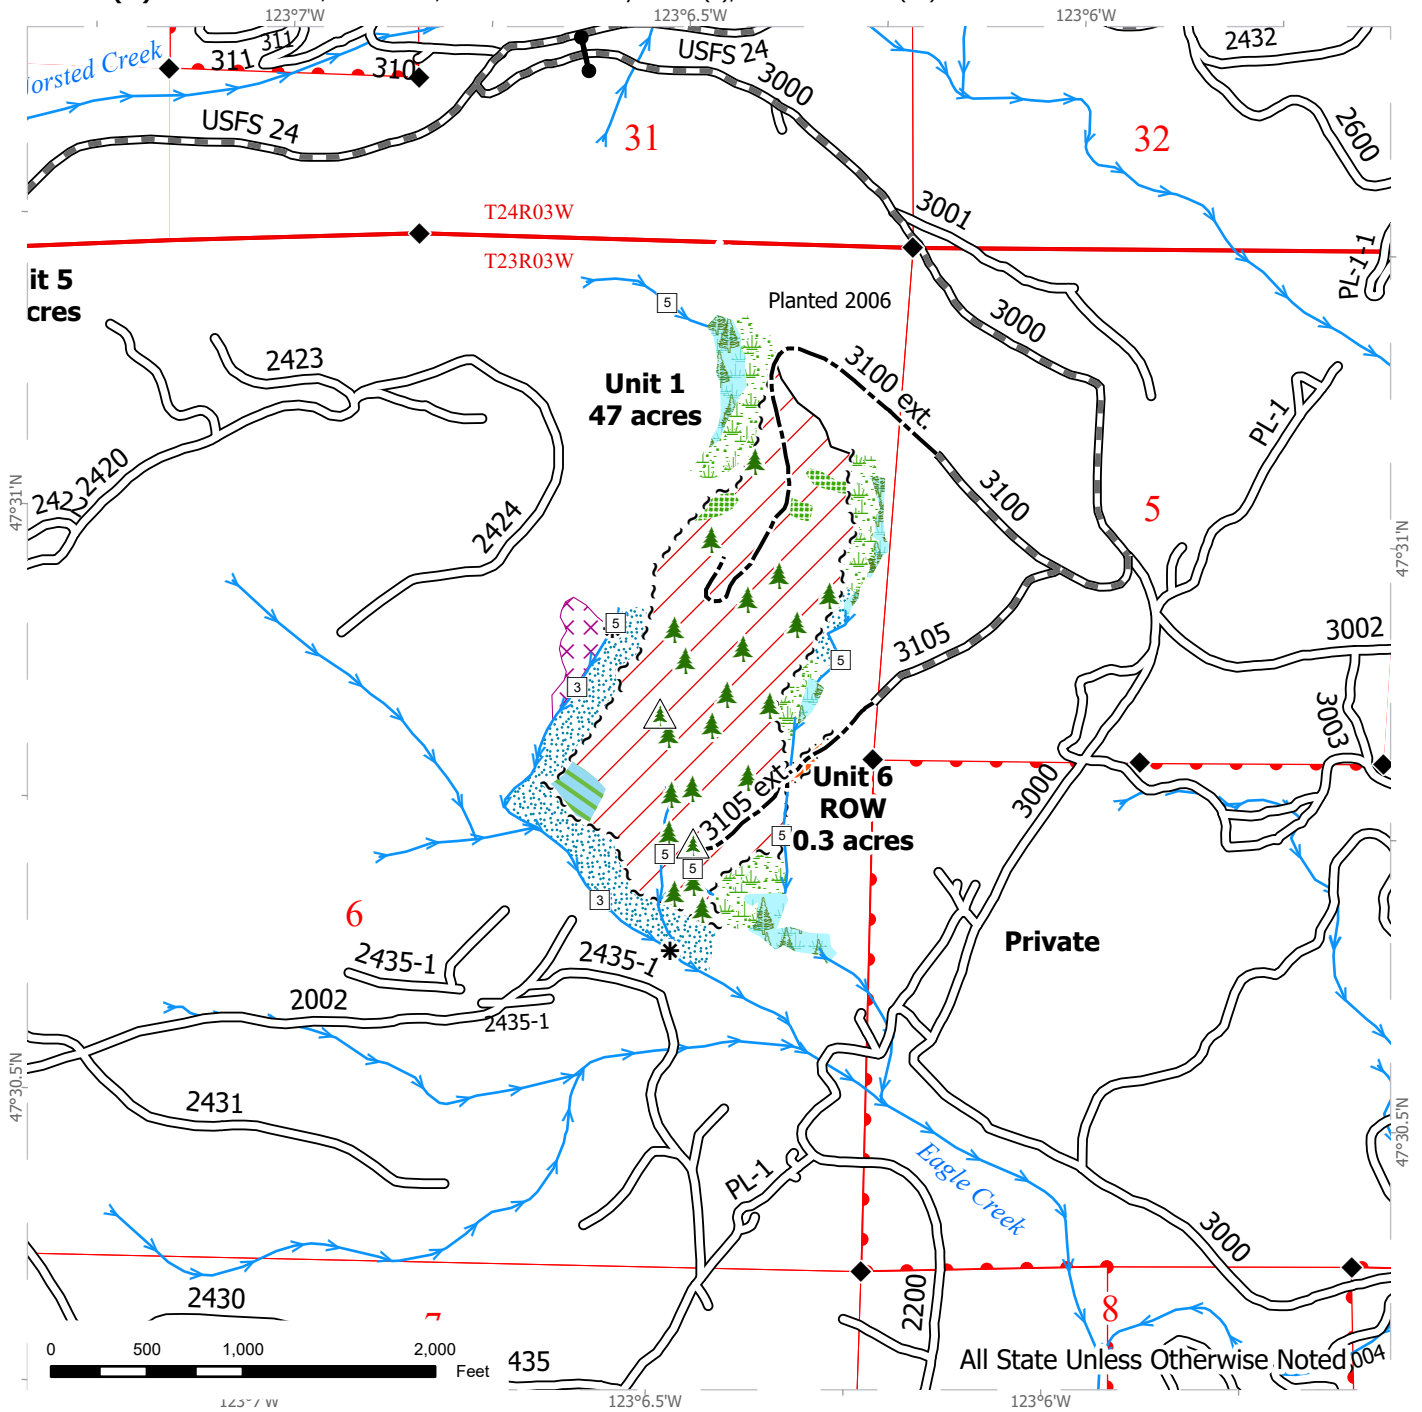 123°7'W
123°6.5'W
123°6'W
311
311
310
USFS 24
3000
2432
2600
USFS 24
31
32
3001
T24R03W
T23R03W
PL-1-1
it 5
cres
5
Planted 2006
3000
2423
Unit 1
47 acres
3100 ext.
PL-1
2420
3100
5
2424
47°31'N
47°31'N
5
3
5
3105
3002
3003
3105 ext.
Unit 6
ROW
0.3 acres
3000
5
5
5
3
6
2435-1
2435-1
Private
2002
2435-1
2431
47°30.5'N
47°30.5'N
Eagle Creek
PL-1
3000
2430
2200
8
0 500 1,000 2,000
Feet
435
All State Unless Otherwise Noted
004
123°6.5'W
123°6'W